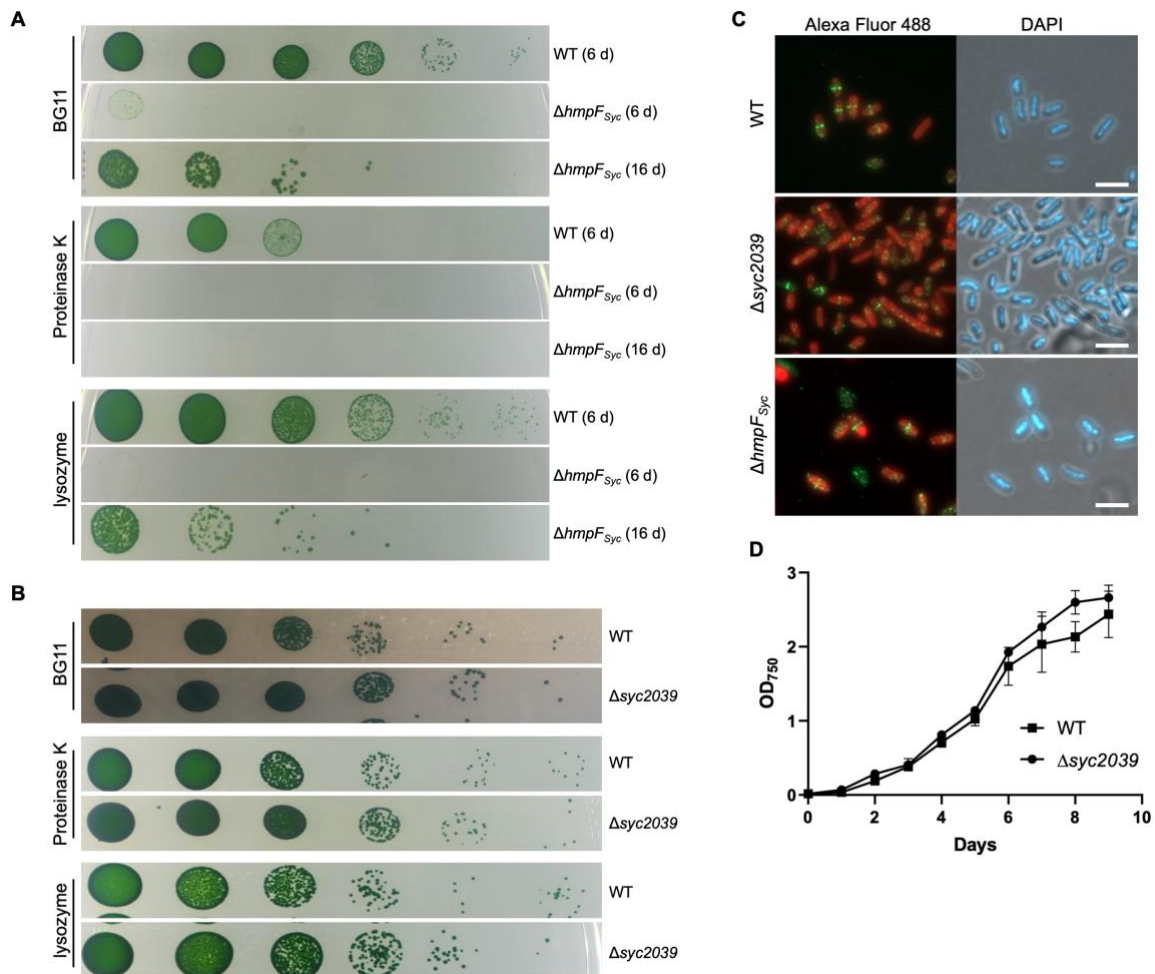 A
BG11
WT (6 d)
ΔhmpF_Syc (6 d)
ΔhmpF_Syc (16 d)
Proteinase K
WT (6 d)
ΔhmpF_Syc (6 d)
ΔhmpF_Syc (16 d)
lysozyme
WT (6 d)
ΔhmpF_Syc (6 d)
ΔhmpF_Syc (16 d)
B
BG11
WT
Δsyc2039
Proteinase K
WT
Δsyc2039
lysozyme
WT
Δsyc2039
C
Alexa Fluor 488 DAPI
WT
Δsyc2039
ΔhmpF_Syc
D
OD750
3
2
1
0
0 2 4 6 8 10
Days
WT
Δsyc2039